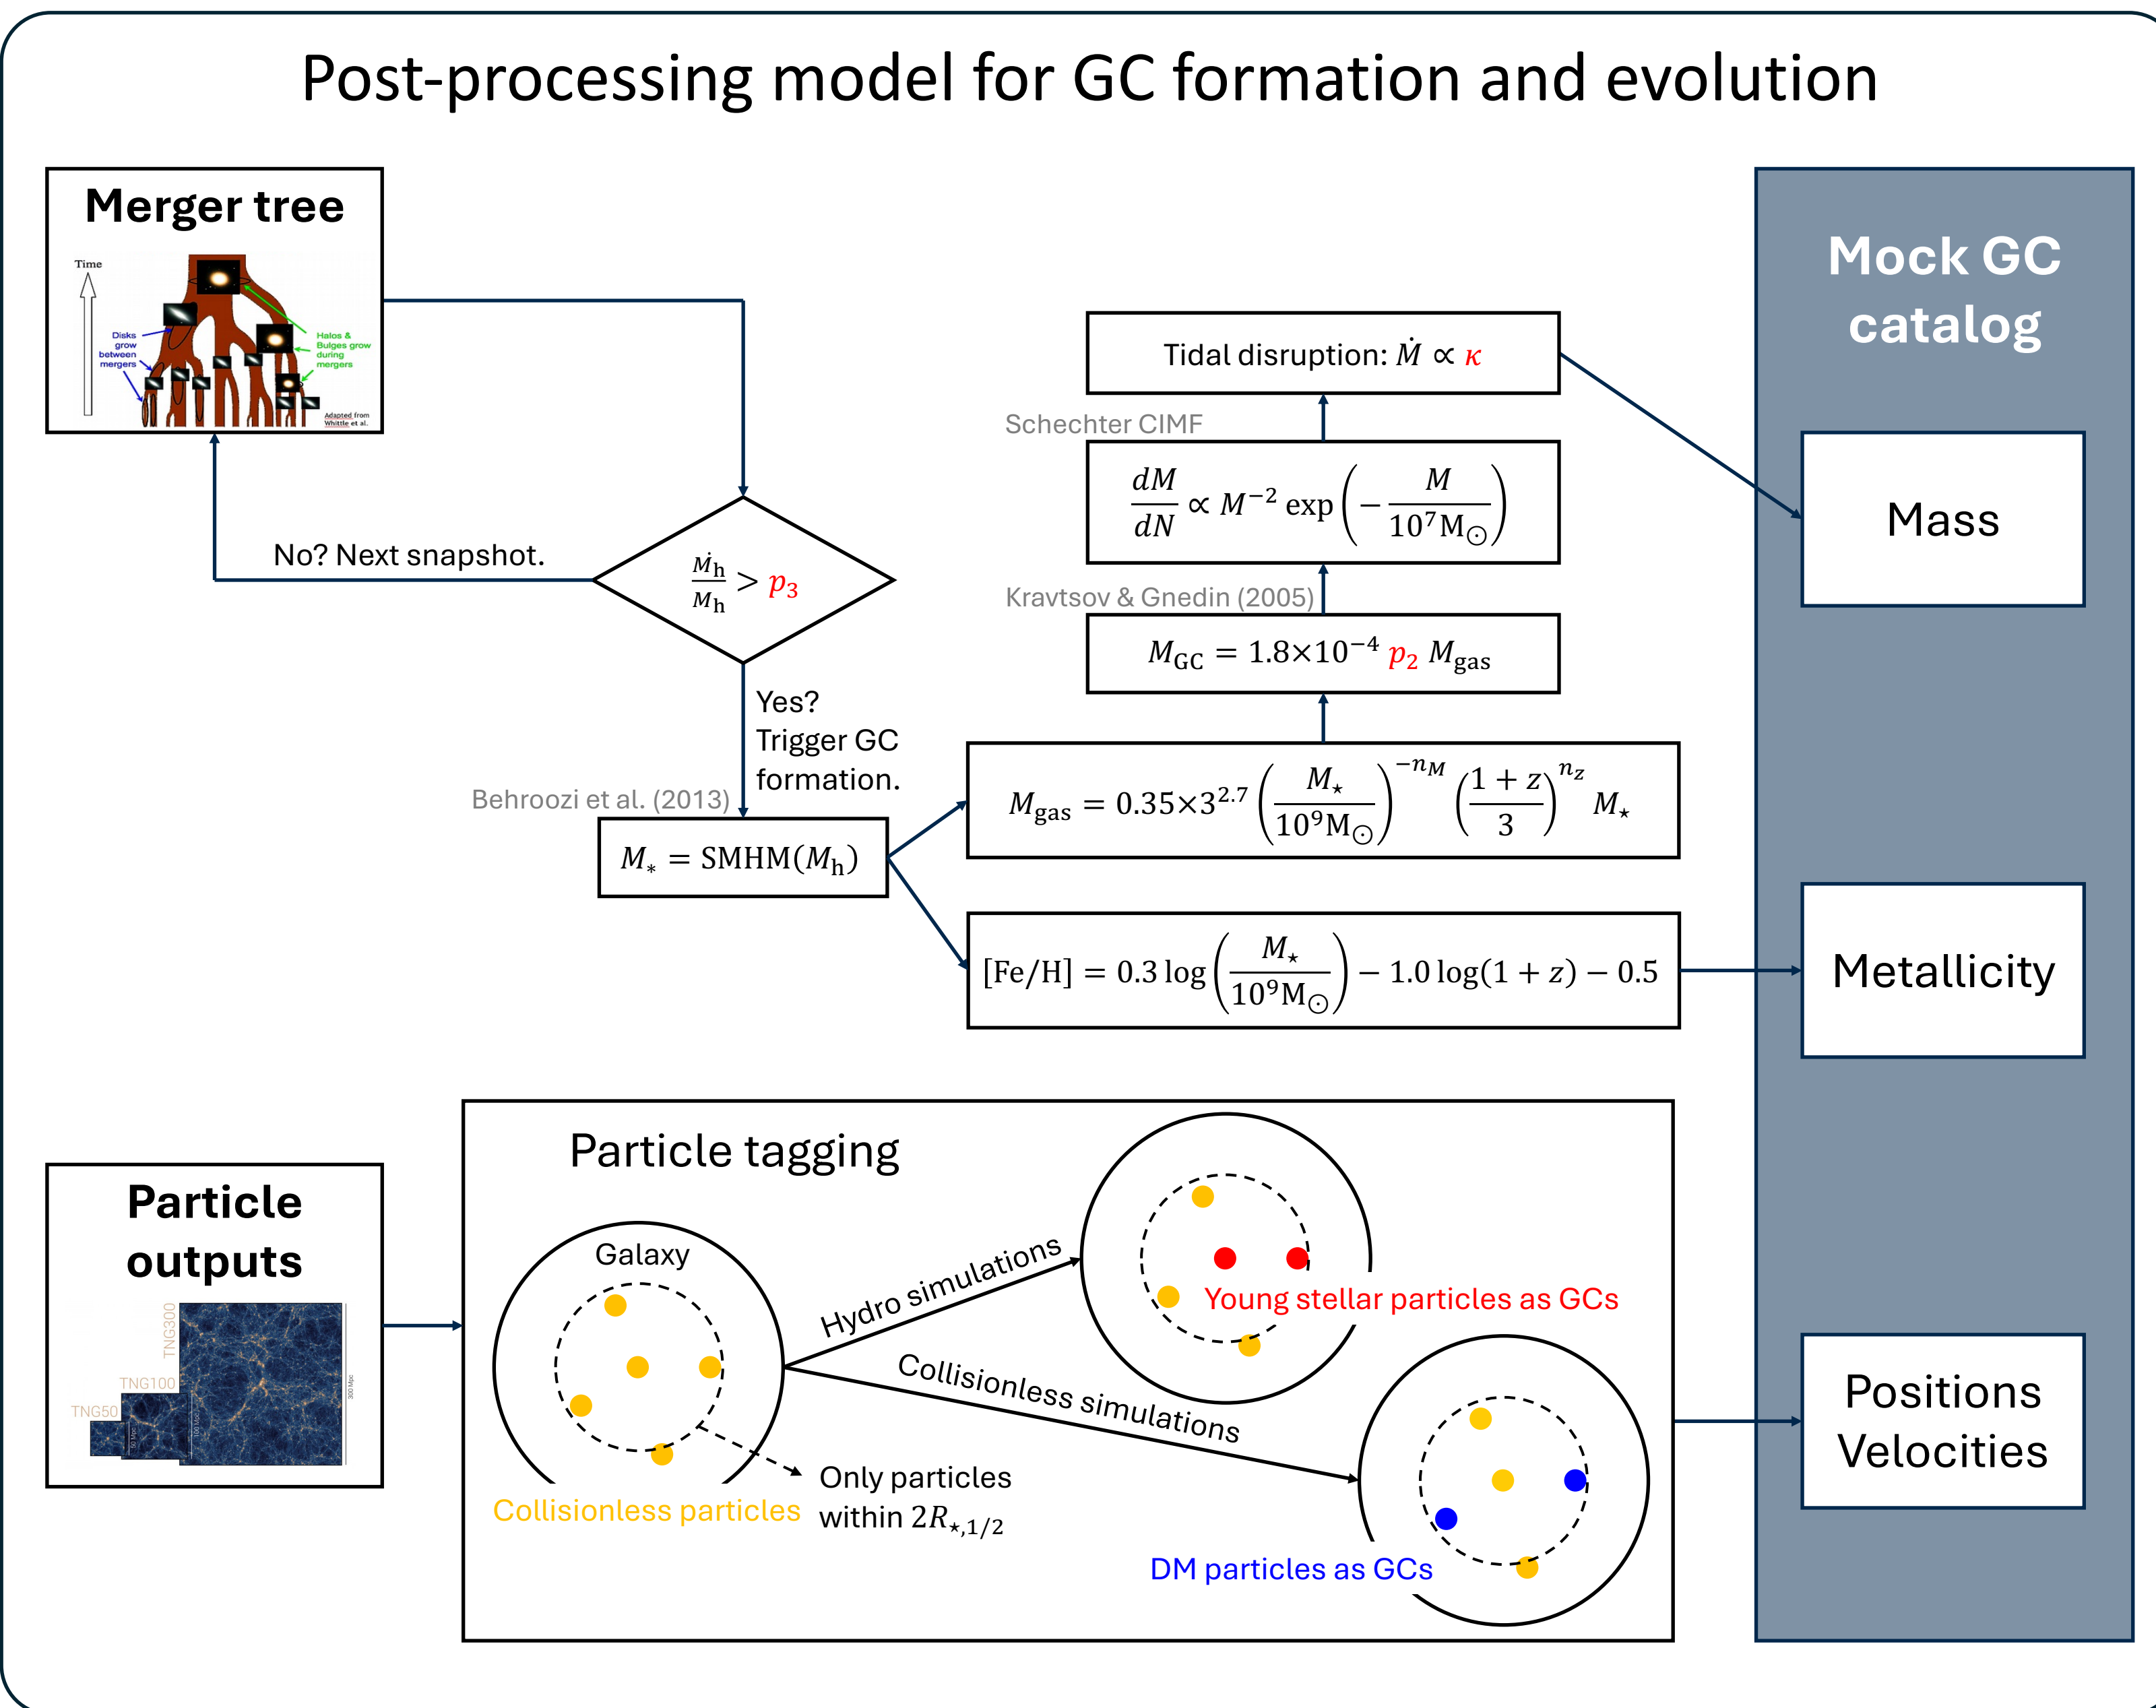 Post-processing model for GC formation and evolution
Merger tree
Time
Disks
grow
between
mergers
Halos &
Bulges grow
during
mergers
Adapted from
Whittle et al.
No? Next snapshot.
Ṁ_h / M_h > p_3
Yes?
Trigger GC
formation.
Behroozi et al. (2013)
M_* = SMHM(M_h)
Tidal disruption: Ṁ ∝ κ
Schechter CIMF
dM/dN ∝ M^{-2} exp(−M / 10^7 M_⊙)
Kravtsov & Gnedin (2005)
M_GC = 1.8×10^{-4} p_2 M_gas
M_gas = 0.35×3^{2.7} (M_⋆ / 10^9 M_⊙)^{-n_M} ((1 + z) / 3)^{n_z} M_⋆
[Fe/H] = 0.3 log(M_⋆ / 10^9 M_⊙) − 1.0 log(1 + z) − 0.5
Mock GC
catalog
Mass
Metallicity
Positions
Velocities
Particle
outputs
TNG300
TNG100
TNG50
300 Mpc
100 Mpc
50 Mpc
Particle tagging
Galaxy
Collisionless particles
Only particles
within 2R_{⋆,1/2}
Hydro simulations
Collisionless simulations
Young stellar particles as GCs
DM particles as GCs